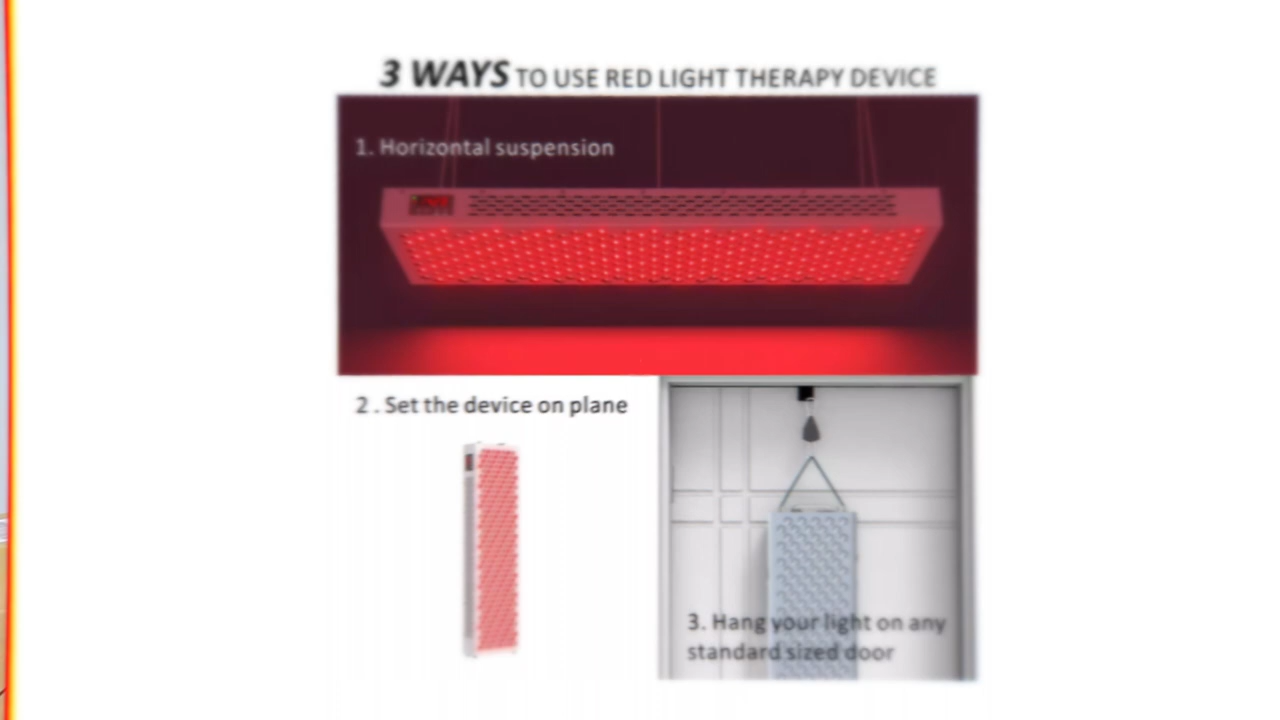 3 WAYS TO USE RED LIGHT THERAPY DEVICE
1. Horizontal suspension
2 . Set the device on plane
3. Hang your light on any
standard sized door